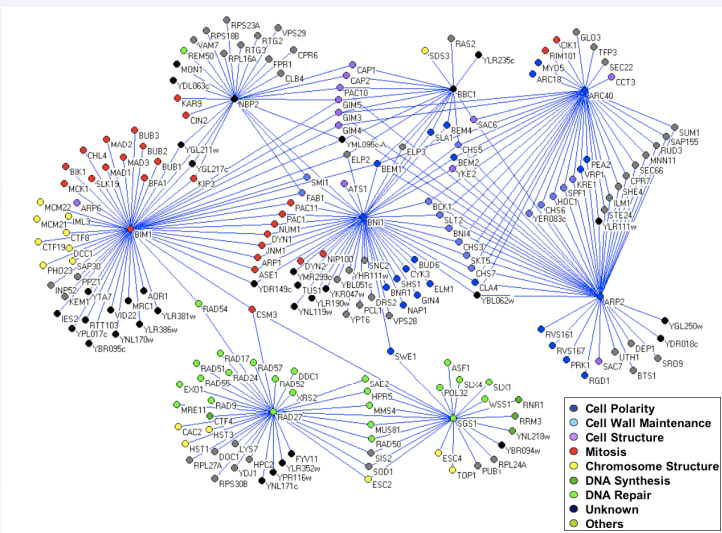 RPS23A
RPS18B
VPS29
RTG2
VAM7
RTG3
REM50
RPL16A
CPR6
MON1
FPR1
YDL063c
CLB4
KAR9
NBP2
CIN2
CAP1
CAP2
PAC10
GIM5
GIM3
GIM4
YML095c-A
ELP2
ELP3
BEM1
RAS2
SDS3
YLR235c
BBC1
SLA1
BEM4
SAC6
CHS5
BEM2
YKE2
GLO3
CIK1
TFP3
RIM101
MYO5
SEC22
ARC18
CCT3
ARC40
SUM1
SAP155
RUD3
MNN11
SEC66
CPR7
SHE4
ILM1
STE24
YLR111w
PEA2
VRP1
KRE1
SPF1
HOC1
CHS6
YER083c
BUB3
MAD2
BUB2
CHL4
MAD3
BUB1
BIK1
MAD1
MCK1
SLK19
BFA1
YGL211w
YGL217c
KIP3
MCM22
ARP6
IML3
MCM21
CTF8
CTF19
DCC1
BIM1
PHO23
SAP30
INP52
PPZ1
KEM1
YTA7
AOR1
IES2
VID22
MRC1
YLR381w
RTT103
YLR386w
YPL017c
YNL170w
YBR095c
SMI1
FAB1
ATS1
PAC11
PAC1
NUM1
DYN1
JNM1
ARP1
ASE1
YDR149c
BNI1
BCK1
SLT2
BNI4
CHS3
SKT5
CHS7
CLA4
YBL062w
NIP100
DYN2
YMR299c
TUS1
YNL119w
SNC2
YHR111w
YBL051c
YKR047w
YLR190w
YPT6
PCL1
DRS2
VPS28
BUD6
CYK3
SHS1
BNR1
ELM1
GIN4
NAP1
ARP2
RVS161
RVS167
PRK1
RGD1
SAC7
UTH1
DEP1
BTS1
SRO9
YGL250w
YDR018c
RAD54
CSM3
SWE1
RAD17
RAD57
RAD51
DDC1
RAD55
RAD24
RAD52
EXO1
XRS2
MRE11
RAD9
CTF4
RAD27
CAC2
HST3
HST1
LYS7
RPL27A
DOC1
YDJ1
HPC2
FYV11
YLR352w
YPR116w
RPS30B
YNL171c
SAE2
HPR5
MMS4
MUS81
RAD50
SIS2
SOD1
ESC2
ASF1
SLX4
SLX1
POL32
WSS1
SGS1
RNR1
RRM3
YNL218w
YBR094w
RPL24A
ESC4
TOP1
PUB1
Cell Polarity
Cell Wall Maintenance
Cell Structure
Mitosis
Chromosome Structure
DNA Synthesis
DNA Repair
Unknown
Others